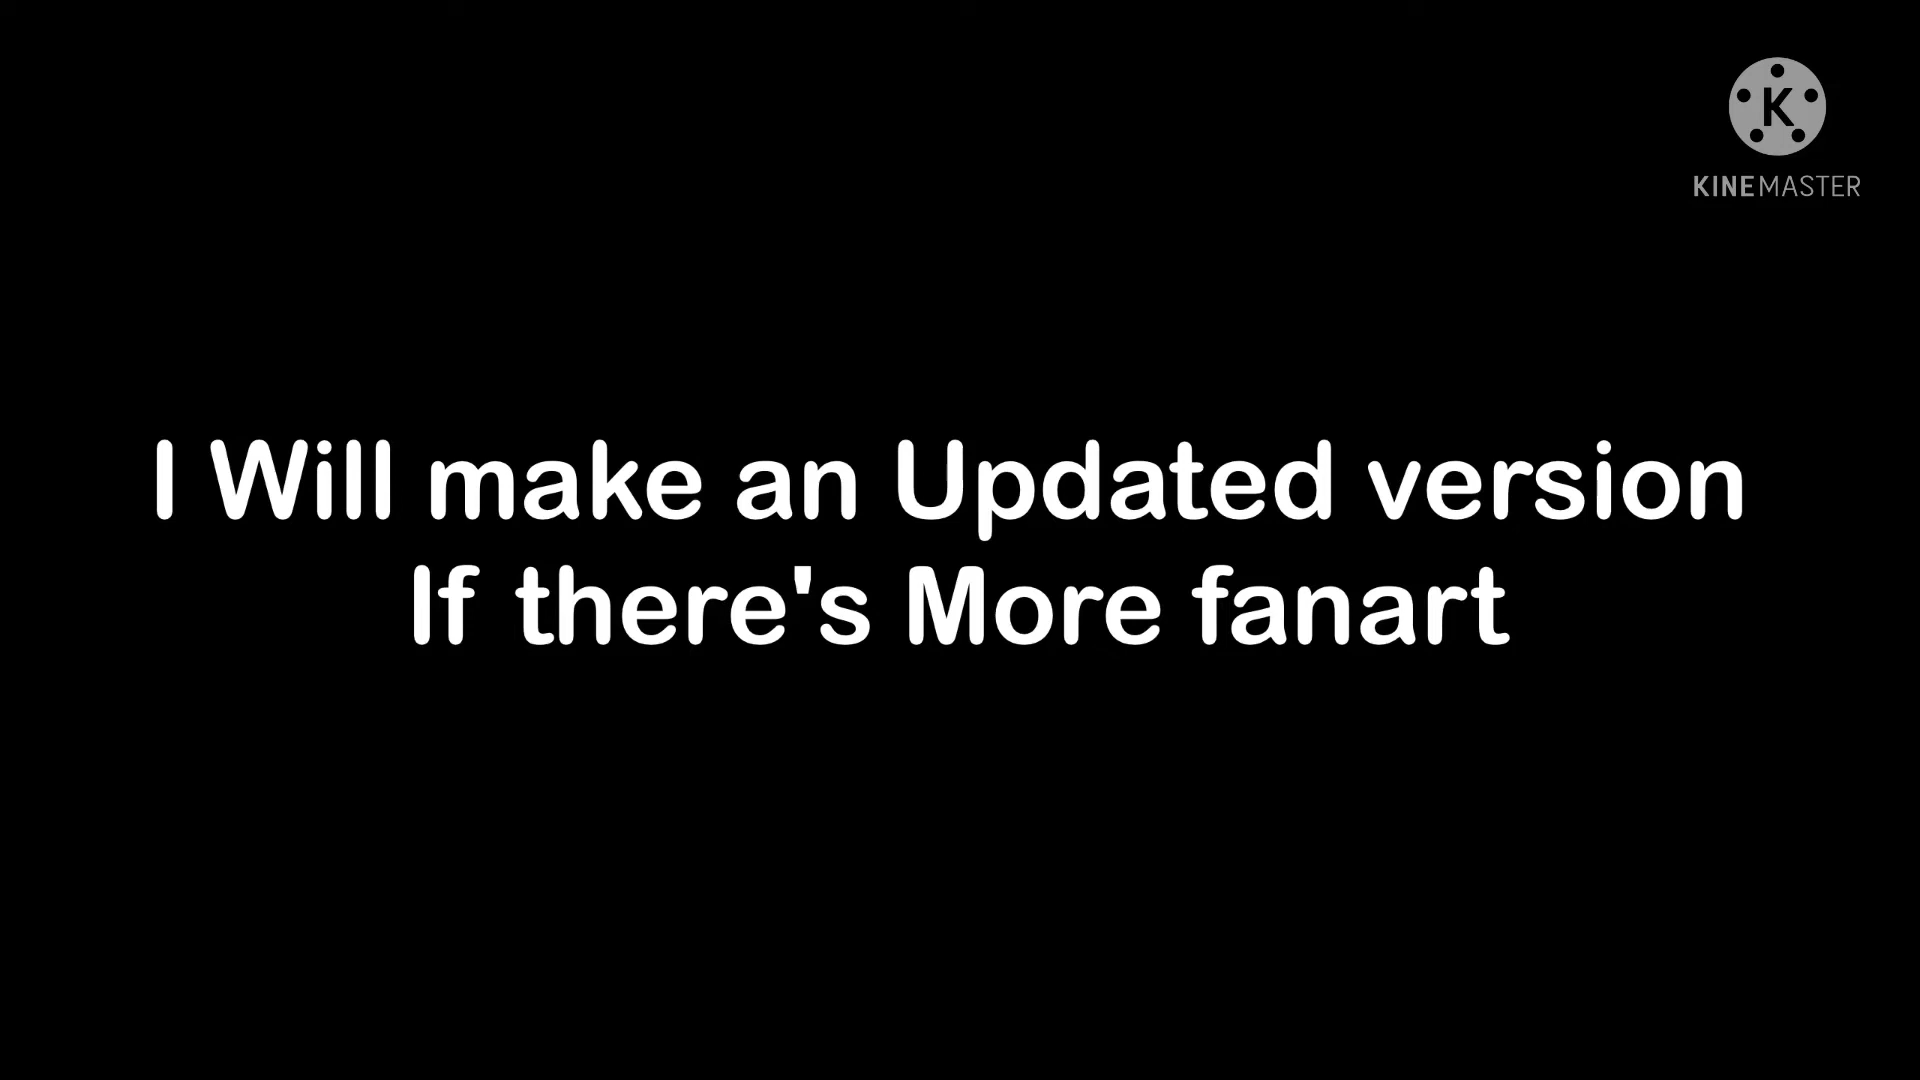 K
KINEMASTER
I Will make an Updated version
If there's More fanart